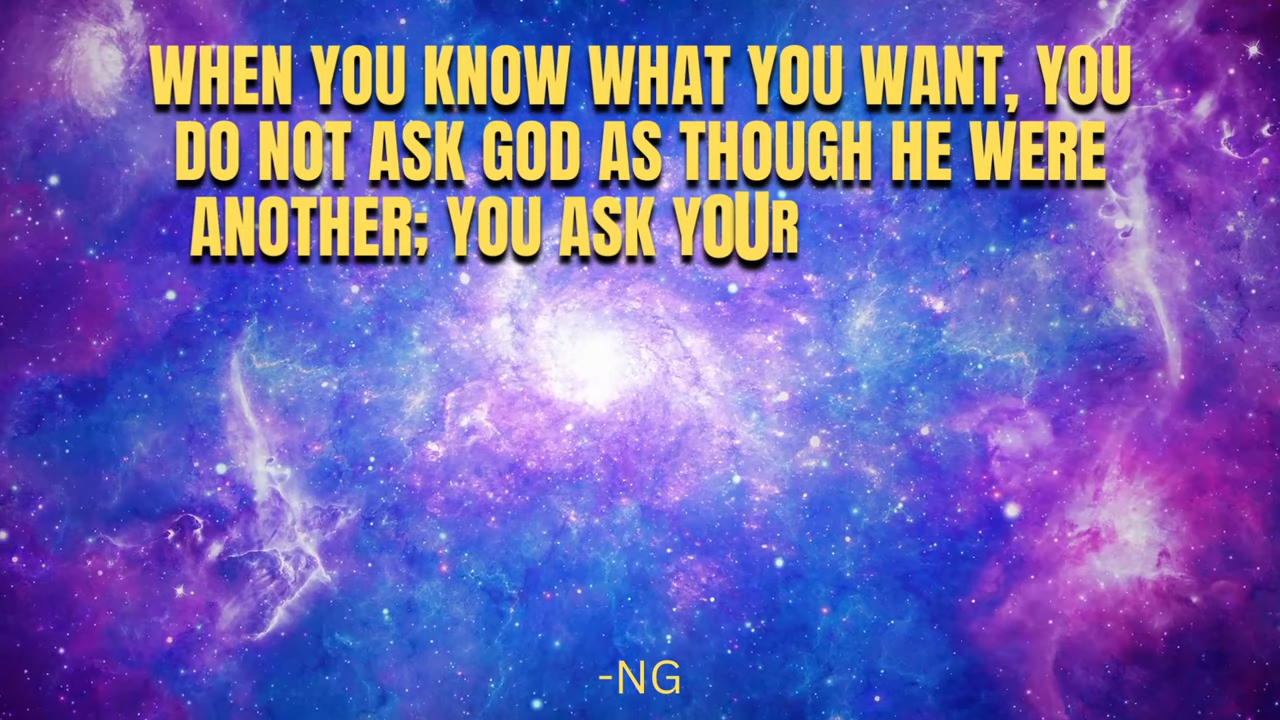 WHEN YOU KNOW WHAT YOU WANT, YOU
DO NOT ASK GOD AS THOUGH HE WERE
ANOTHER; YOU ASK YOUR
-NG